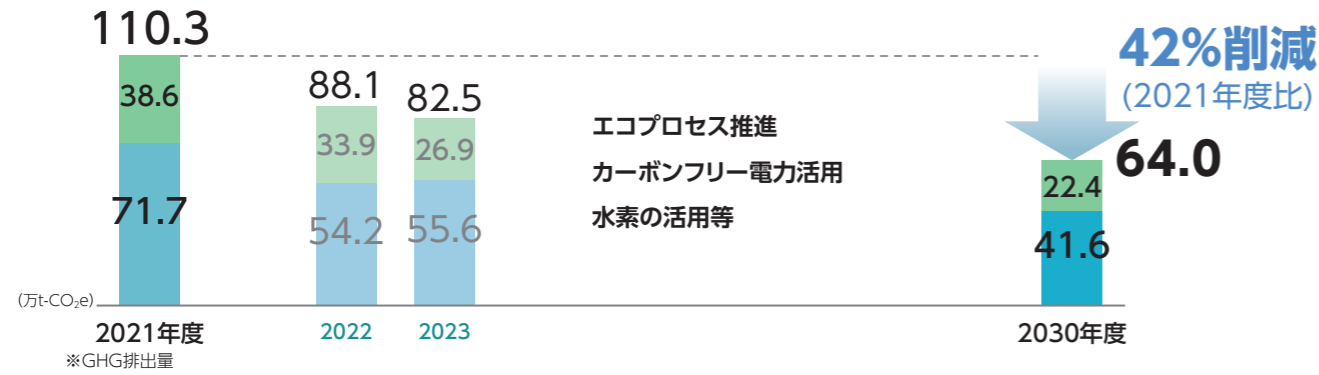 110.3
38.6
71.7
88.1
33.9
54.2
82.5
26.9
55.6
エコプロセス推進
カーボンフリー電力活用
水素の活用等
42%削減
(2021年度比)
64.0
22.4
41.6
(万t-CO₂e)
2021年度
2022
2023
2030年度
※GHG排出量